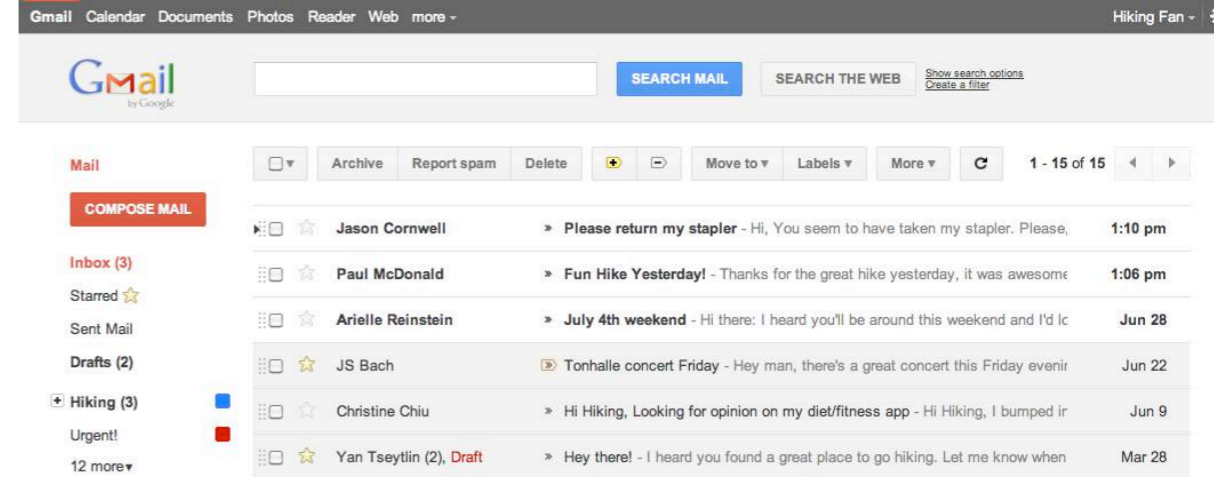 Gmail Calendar Documents Photos Reader Web more Hiking Fan
Gmail
by Google
SEARCH MAIL SEARCH THE WEB Show search options
Create a filter
Mail
Archive Report spam Delete Move to Labels More 1 - 15 of 15
COMPOSE MAIL
Jason Cornwell » Please return my stapler - Hi, You seem to have taken my stapler. Please, 1:10 pm
Inbox (3)
Paul McDonald » Fun Hike Yesterday! - Thanks for the great hike yesterday, it was awesome 1:06 pm
Starred
Sent Mail
Arielle Reinstein » July 4th weekend - Hi there: I heard you'll be around this weekend and I'd lo Jun 28
Drafts (2)
JS Bach » Tonhalle concert Friday - Hey man, there's a great concert this Friday evenin Jun 22
Hiking (3)
Christine Chiu » Hi Hiking, Looking for opinion on my diet/fitness app - Hi Hiking, I bumped in Jun 9
Urgent!
Yan Tseytlin (2), Draft » Hey there! - I heard you found a great place to go hiking. Let me know when Mar 28
12 more